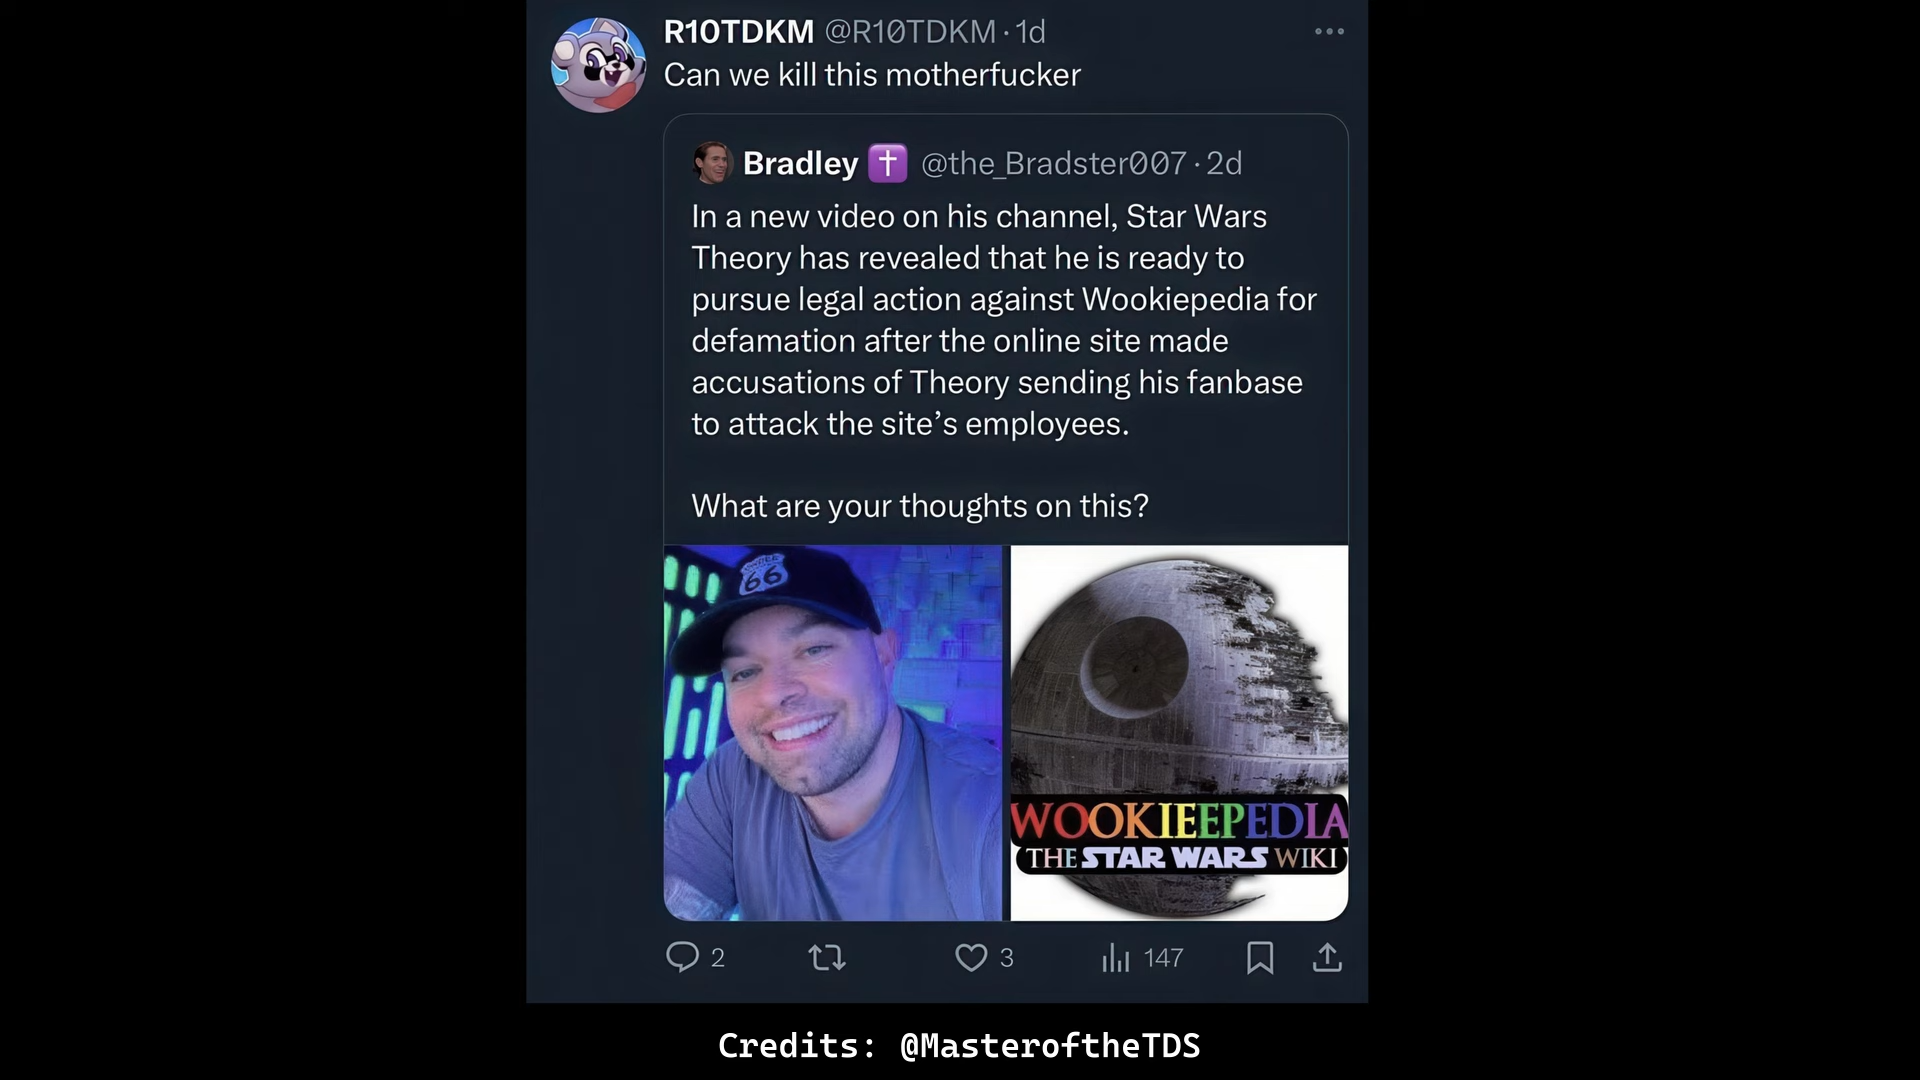 R10TDKM @R10TDKM · 1d
Can we kill this motherfucker
Bradley @the_Bradster007 · 2d
In a new video on his channel, Star Wars
Theory has revealed that he is ready to
pursue legal action against Wookiepedia for
defamation after the online site made
accusations of Theory sending his fanbase
to attack the site’s employees.
What are your thoughts on this?
66
WOOKIEEPEDIA
THE STAR WARS WIKI
2 3 147
Credits: @MasteroftheTDS